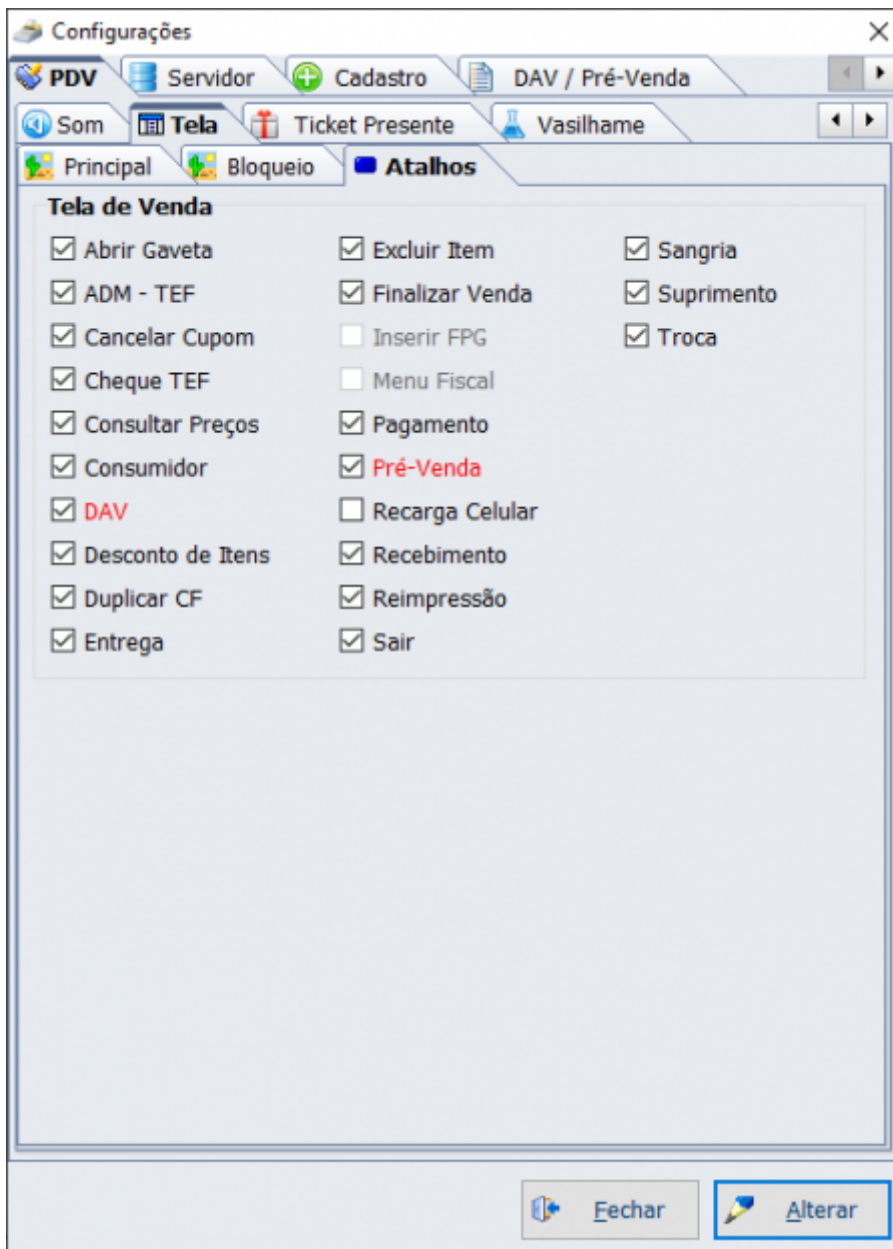 Configurações
PDV Servidor Cadastro DAV / Pré-Venda
Som Tela Ticket Presente Vasilhame
Principal Bloqueio Atalhos
Tela de Venda
Abrir Gaveta Excluir Item Sangria
ADM - TEF Finalizar Venda Suprimento
Cancelar Cupom Inserir FPG Troca
Cheque TEF Menu Fiscal
Consultar Preços Pagamento
Consumidor Pré-Venda
DAV Recarga Celular
Desconto de Itens Recebimento
Duplicar CF Reimpressão
Entrega Sair
Fechar Alterar